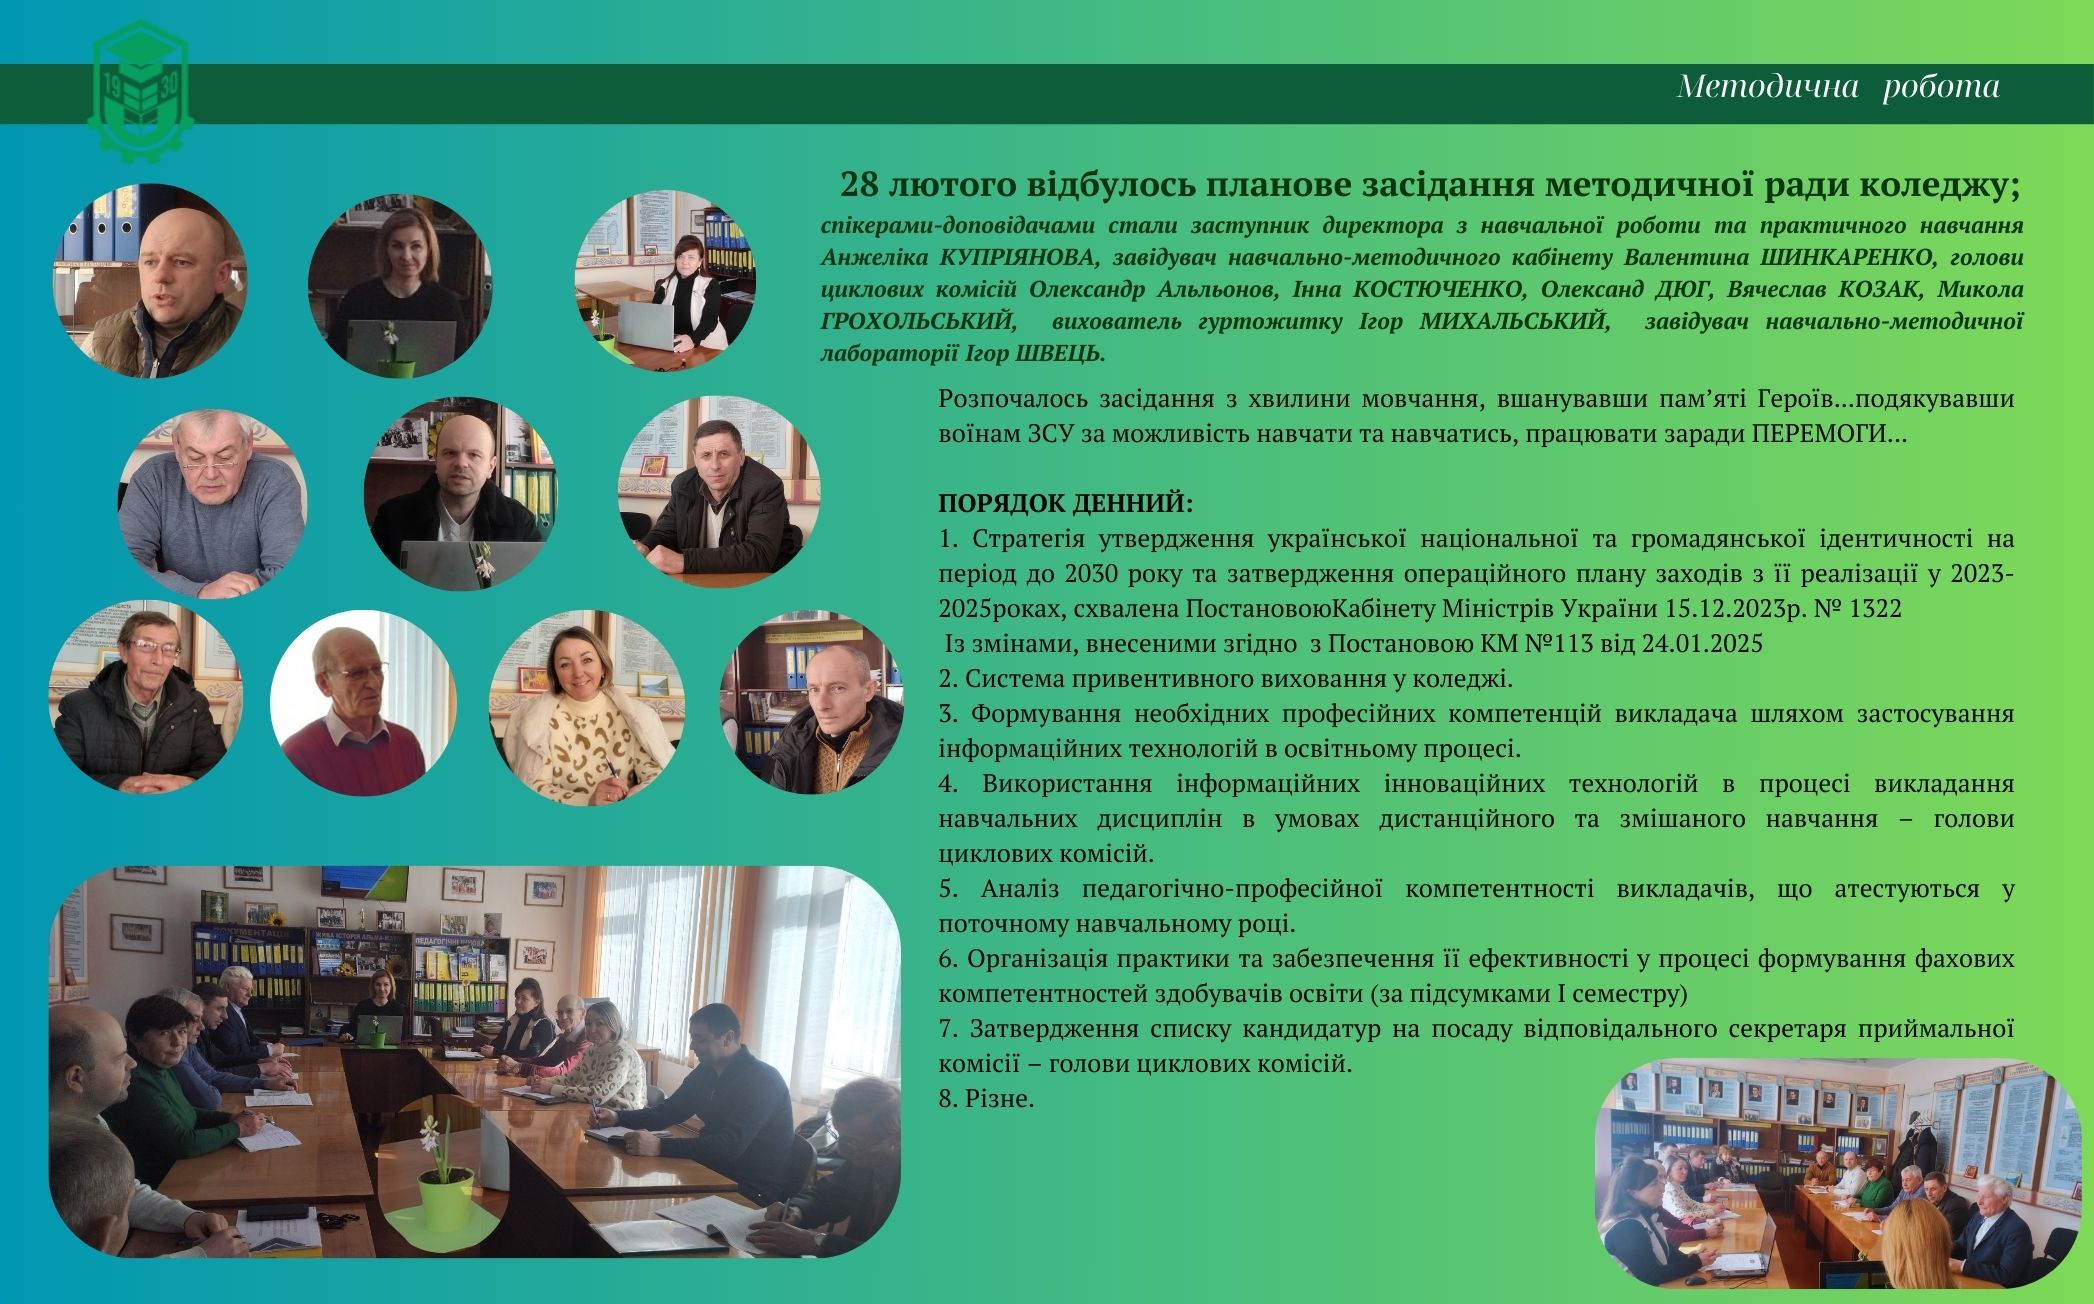 19 30
Методична робота
28 лютого відбулось планове засідання методичної ради коледжу;
спікерами-доповідачами стали заступник директора з навчальної роботи та практичного навчання
Анжеліка КУПРІЯНОВА, завідувач навчально-методичного кабінету Валентина ШИНКАРЕНКО, голови
циклових комісій Олександр Альльонов, Інна КОСТЮЧЕНКО, Олександ ДЮГ, Вячеслав КОЗАК, Микола
ГРОХОЛЬСЬКИЙ, вихователь гуртожитку Ігор МИХАЛЬСЬКИЙ, завідувач навчально-методичної
лабораторії Ігор ШВЕЦЬ.
Розпочалось засідання з хвилини мовчання, вшанувавши пам’яті Героїв...подякувавши
воїнам ЗСУ за можливість навчати та навчатись, працювати заради ПЕРЕМОГИ...
ПОРЯДОК ДЕННИЙ:
1. Стратегія утвердження української національної та громадянської ідентичності на
період до 2030 року та затвердження операційного плану заходів з її реалізації у 2023-
2025роках, схвалена ПостановоюКабінету Міністрів України 15.12.2023р. № 1322
Із змінами, внесеними згідно з Постановою КМ №113 від 24.01.2025
2. Система привентивного виховання у коледжі.
3. Формування необхідних професійних компетенцій викладача шляхом застосування
інформаційних технологій в освітньому процесі.
4. Використання інформаційних інноваційних технологій в процесі викладання
навчальних дисциплін в умовах дистанційного та змішаного навчання – голови
циклових комісій.
5. Аналіз педагогічно-професійної компетентності викладачів, що атестуються у
поточному навчальному році.
6. Організація практики та забезпечення її ефективності у процесі формування фахових
компетентностей здобувачів освіти (за підсумками І семестру)
7. Затвердження списку кандидатур на посаду відповідального секретаря приймальної
комісії – голови циклових комісій.
8. Різне.